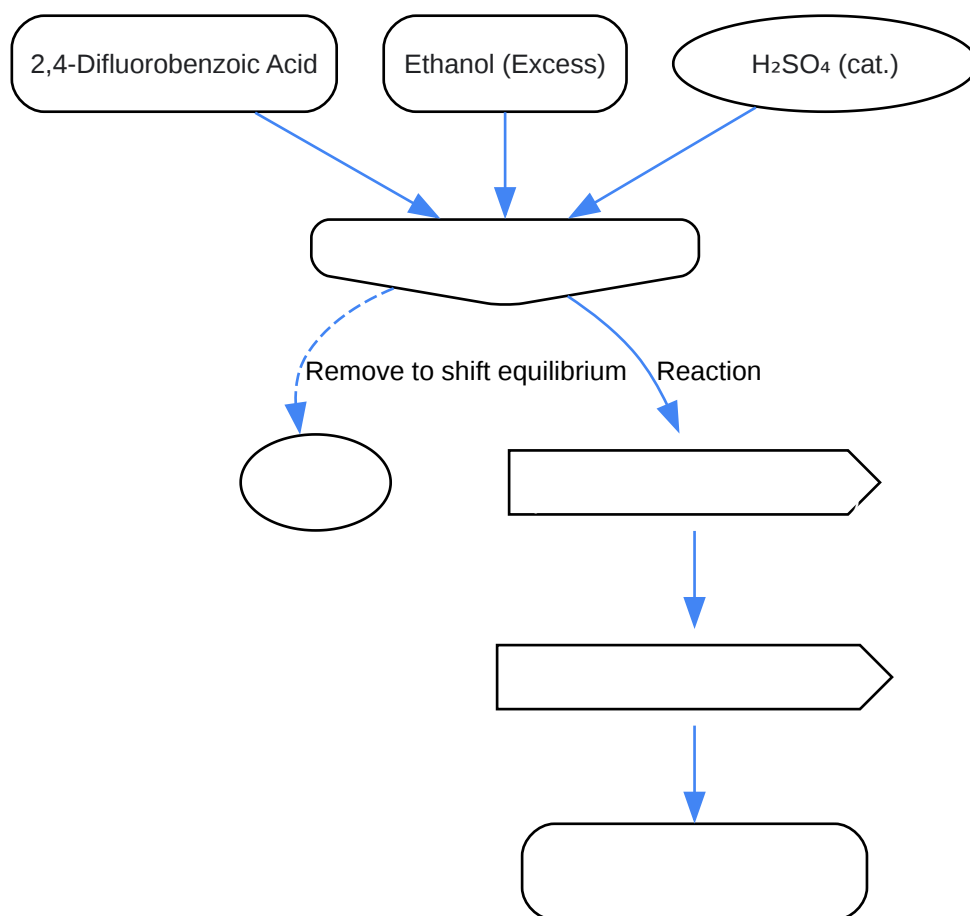 2,4-Difluorobenzoic Acid
Ethanol (Excess)
H₂SO₄ (cat.)
Remove to shift equilibrium
Reaction